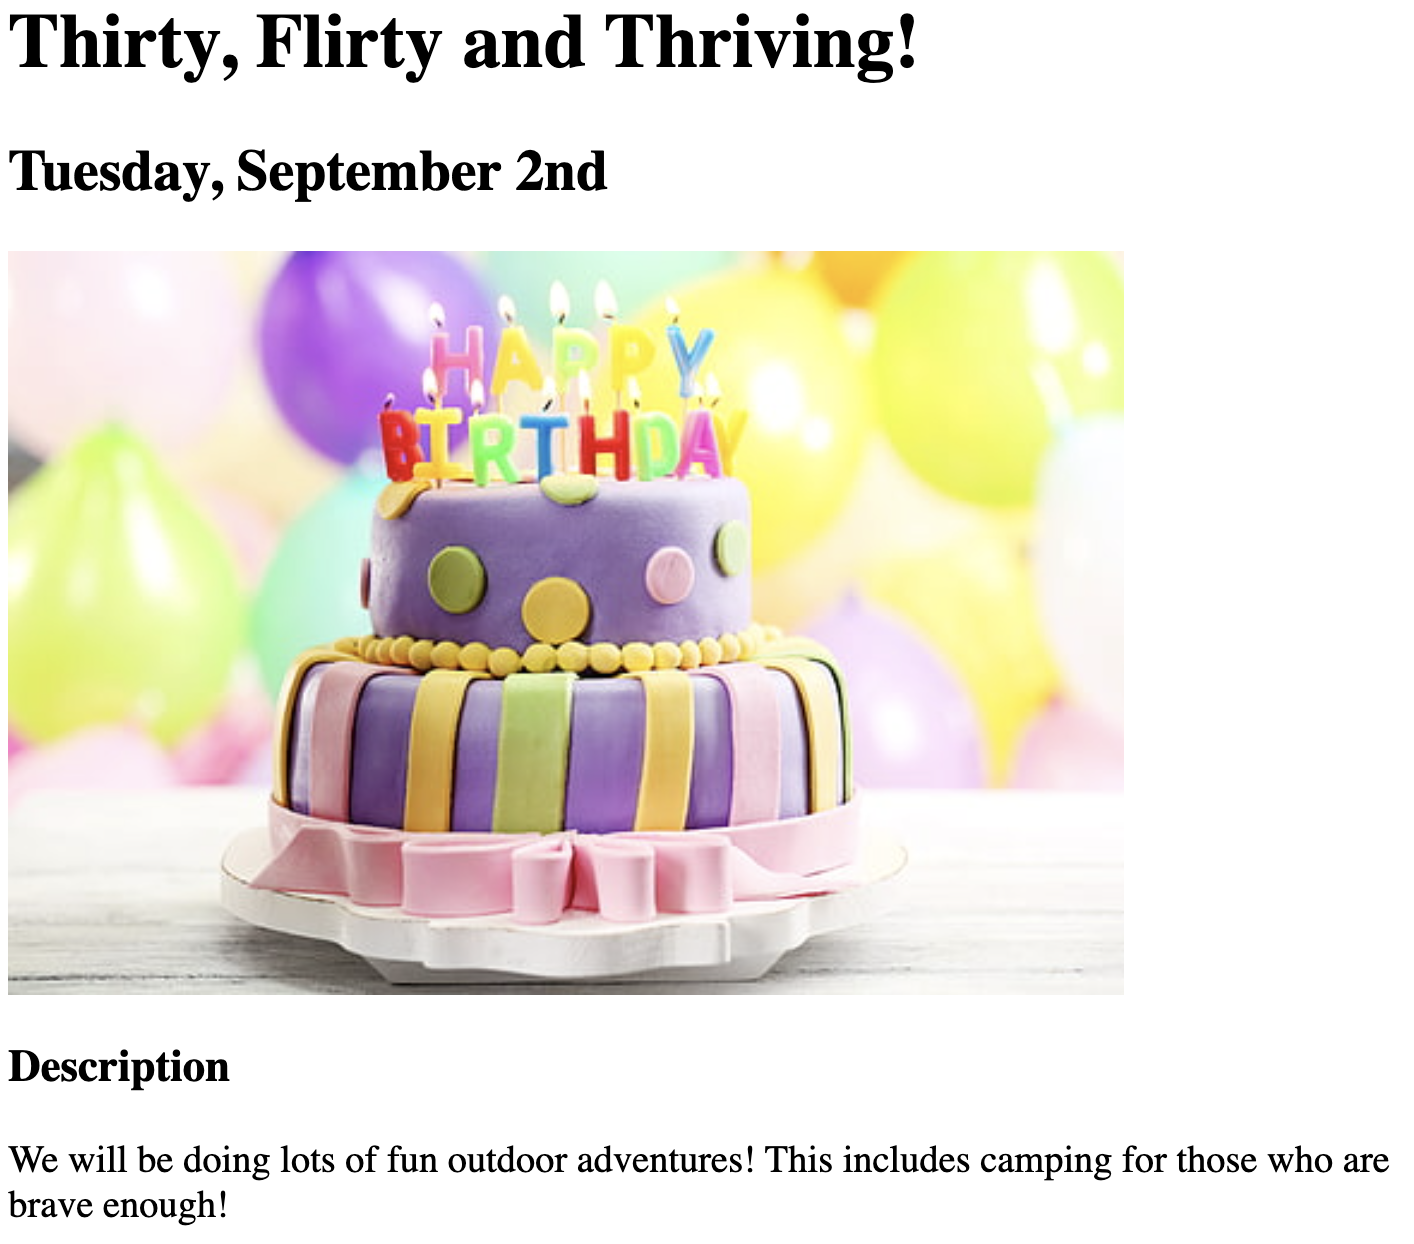 Thirty, Flirty and Thriving!
Tuesday, September 2nd
HAPPY
BIRTHDAY
Description
We will be doing lots of fun outdoor adventures! This includes camping for those who are
brave enough!